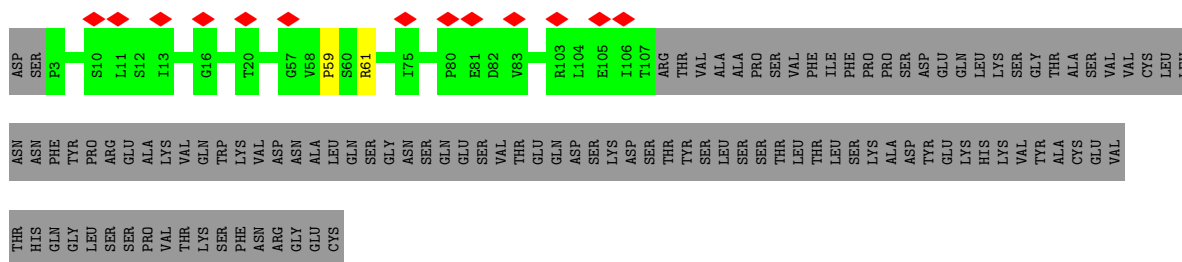 ASP SER P3 S10 L11 S12 I13 G16 T20 G57 V58 P59 S60 R61 I75 P80 E81 D82 V83 R103 L104 E105 I106 T107 ARG THR VAL ALA ALA PRO SER VAL PHE ILE PHE PRO PRO SER ASP GLU GLN LEU LYS SER GLY THR ALA SER VAL VAL CYS LEU
ASN ASN PHE TYR PRO ARG GLU ALA LYS VAL GLN TRP LYS VAL ASP ASN ALA LEU GLN SER GLY ASN SER GLN GLU SER VAL THR GLU GLN ASP SER LYS ASP SER THR TYR SER LEU SER SER THR LEU THR LEU SER LYS ALA ASP TYR GLU LYS HIS LYS VAL TYR ALA CYS GLU VAL
THR HIS GLN GLY LEU SER SER PRO VAL THR LYS SER PHE ASN ARG GLY GLU CYS